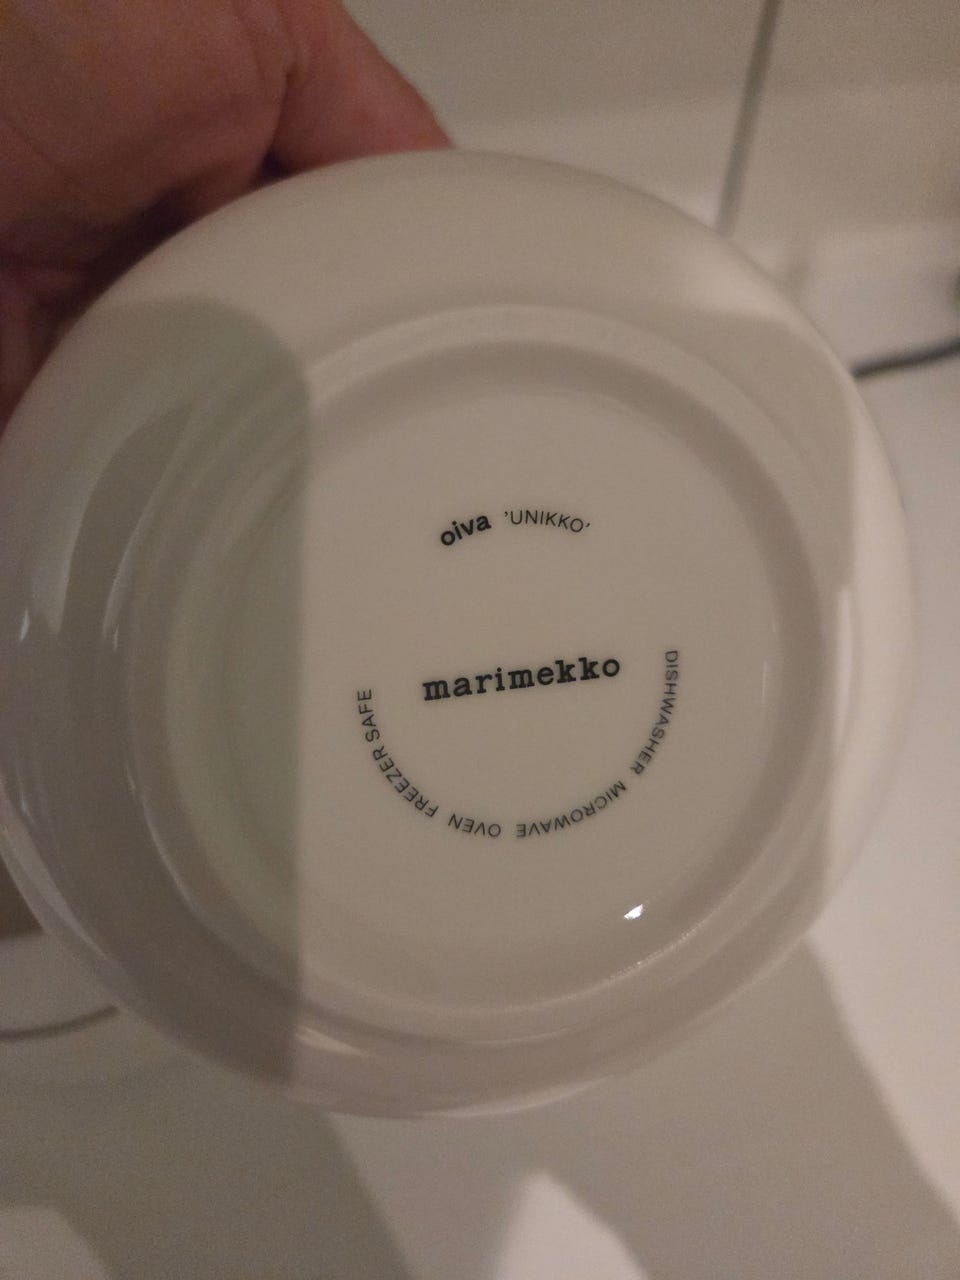 oiva 'UNIKKO'
marimekko
DISHWASHER MICROWAVE OVEN FREEZER SAFE